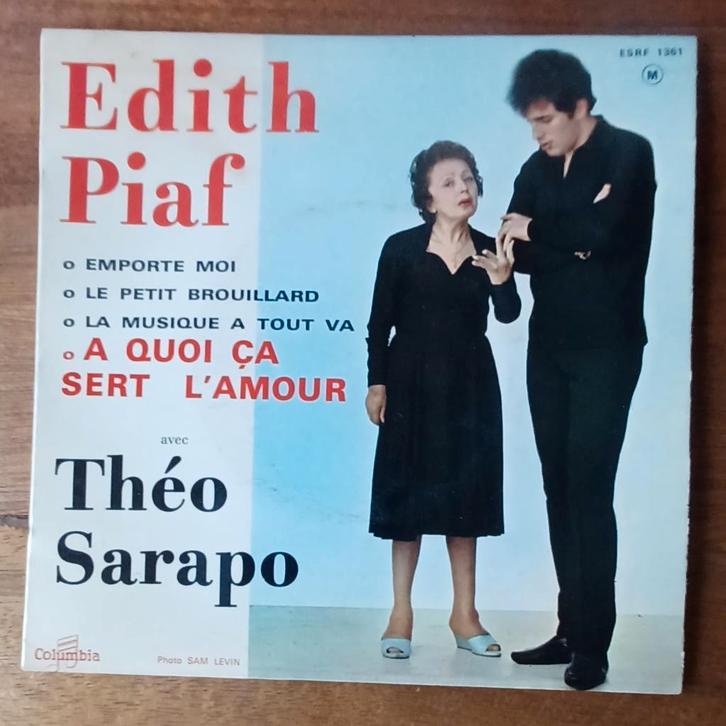 ESRF 1361
M
Edith
Piaf
o EMPORTE MOI
o LE PETIT BROUILLARD
o LA MUSIQUE A TOUT VA
o A QUOI ÇA
SERT L'AMOUR
avec
Théo
Sarapo
Columbia
Photo SAM LEVIN